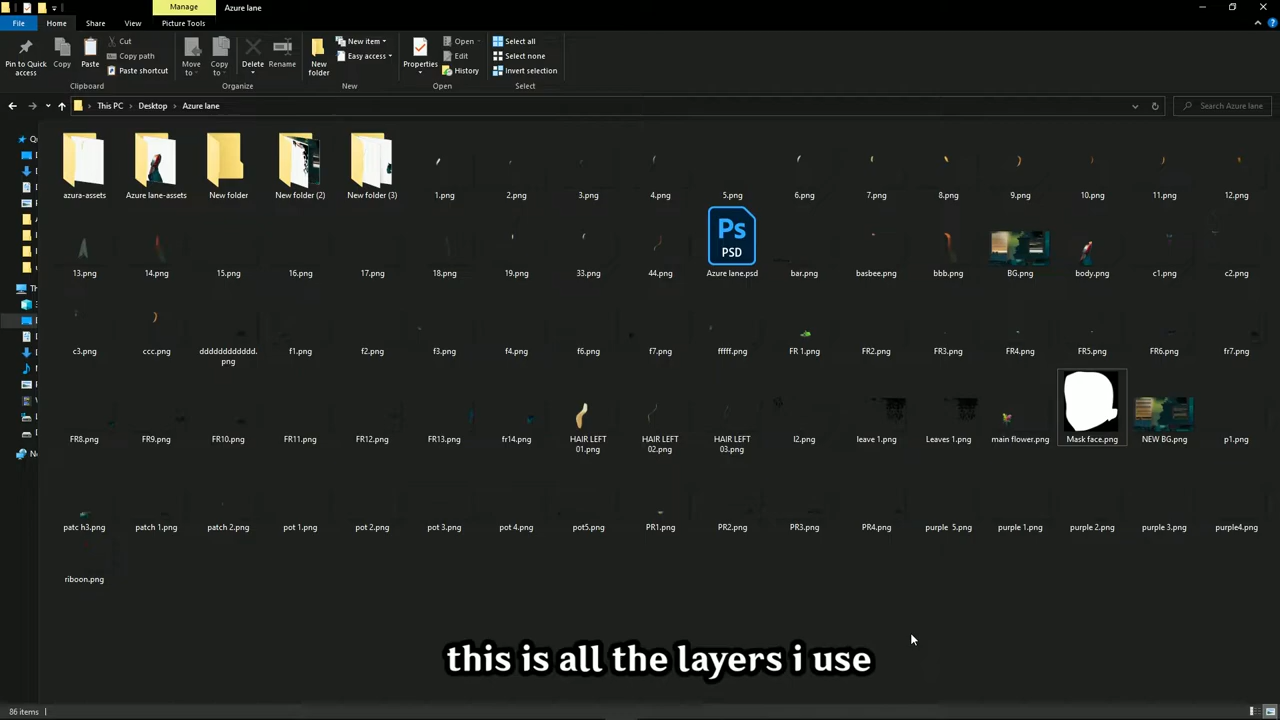 Manage
Azure lane
File
Home
Share
View
Picture Tools
Pin to Quick access
Copy
Paste
Cut
Copy path
Paste shortcut
Move to
Copy to
Delete
Rename
New folder
New item
Easy access
Properties
Open
Edit
History
Select all
Select none
Invert selection
Clipboard
Organize
New
Open
Select
This PC
Desktop
Azure lane
Search Azure lane
azura-assets
Azure lane-assets
New folder
New folder (2)
New folder (3)
1.png
2.png
3.png
4.png
5.png
6.png
7.png
8.png
9.png
10.png
11.png
12.png
Ps
PSD
13.png
14.png
15.png
16.png
17.png
18.png
19.png
33.png
44.png
Azure lane.psd
bar.png
basbee.png
bbb.png
BG.png
body.png
c1.png
c2.png
c3.png
ccc.png
dddddddddddd.
png
f1.png
f2.png
f3.png
f4.png
f6.png
f7.png
fffff.png
FR 1.png
FR2.png
FR3.png
FR4.png
FR5.png
FR6.png
fr7.png
FR8.png
FR9.png
FR10.png
FR11.png
FR12.png
FR13.png
fr14.png
HAIR LEFT
01.png
HAIR LEFT
02.png
HAIR LEFT
03.png
l2.png
leave 1.png
Leaves 1.png
main flower.png
Mask face.png
NEW BG.png
p1.png
patc h3.png
patch 1.png
patch 2.png
pot 1.png
pot 2.png
pot 3.png
pot 4.png
pot5.png
PR1.png
PR2.png
PR3.png
PR4.png
purple 5.png
purple 1.png
purple 2.png
purple 3.png
purple4.png
riboon.png
this is all the layers i use
86 items